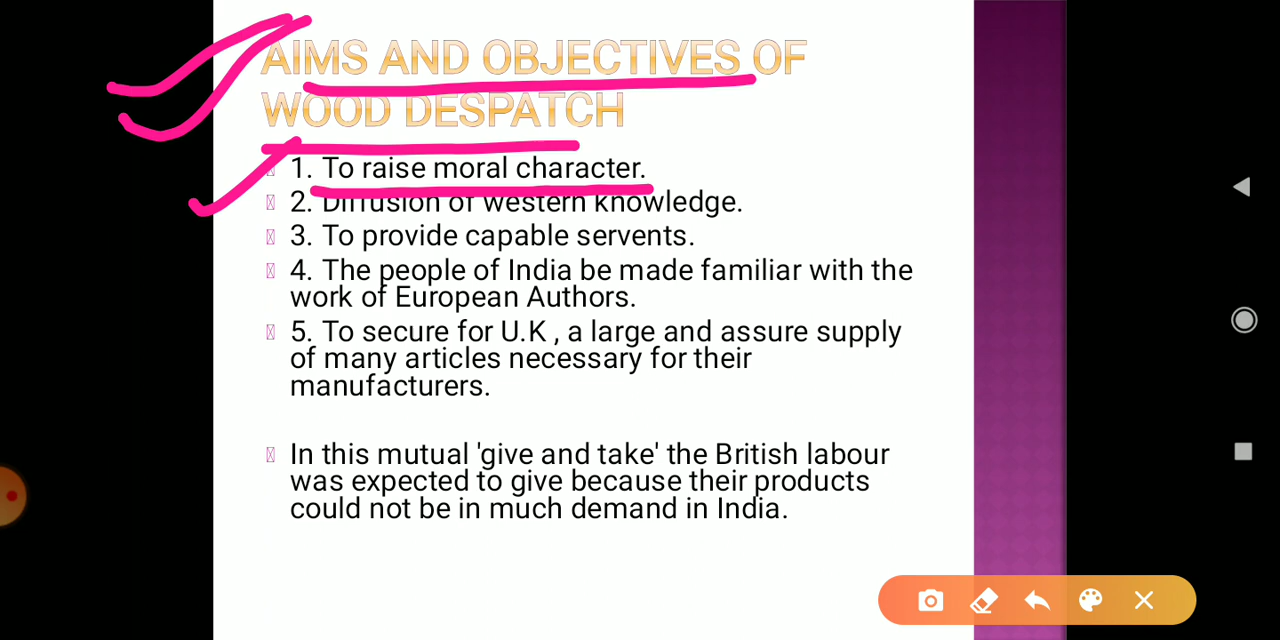 AIMS AND OBJECTIVES OF
WOOD DESPATCH
1. To raise moral character.
2. Diffusion of western knowledge.
3. To provide capable servents.
4. The people of India be made familiar with the
work of European Authors.
5. To secure for U.K , a large and assure supply
of many articles necessary for their
manufacturers.
In this mutual 'give and take' the British labour
was expected to give because their products
could not be in much demand in India.